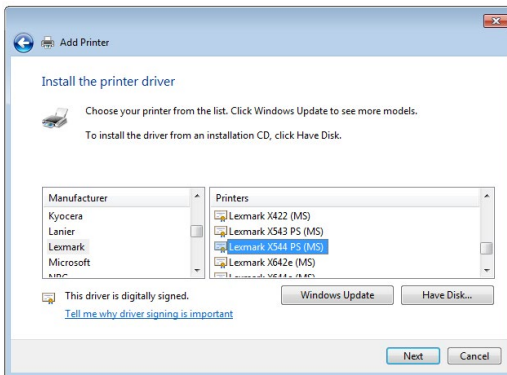 Add Printer
Install the printer driver
Choose your printer from the list. Click Windows Update to see more models.
To install the driver from an installation CD, click Have Disk.
Manufacturer
Kyocera
Lanier
Lexmark
Microsoft
Printers
Lexmark X422 (MS)
Lexmark X543 PS (MS)
Lexmark X544 PS (MS)
Lexmark X642e (MS)
This driver is digitally signed.
Tell me why driver signing is important
Windows Update
Have Disk...
Next
Cancel